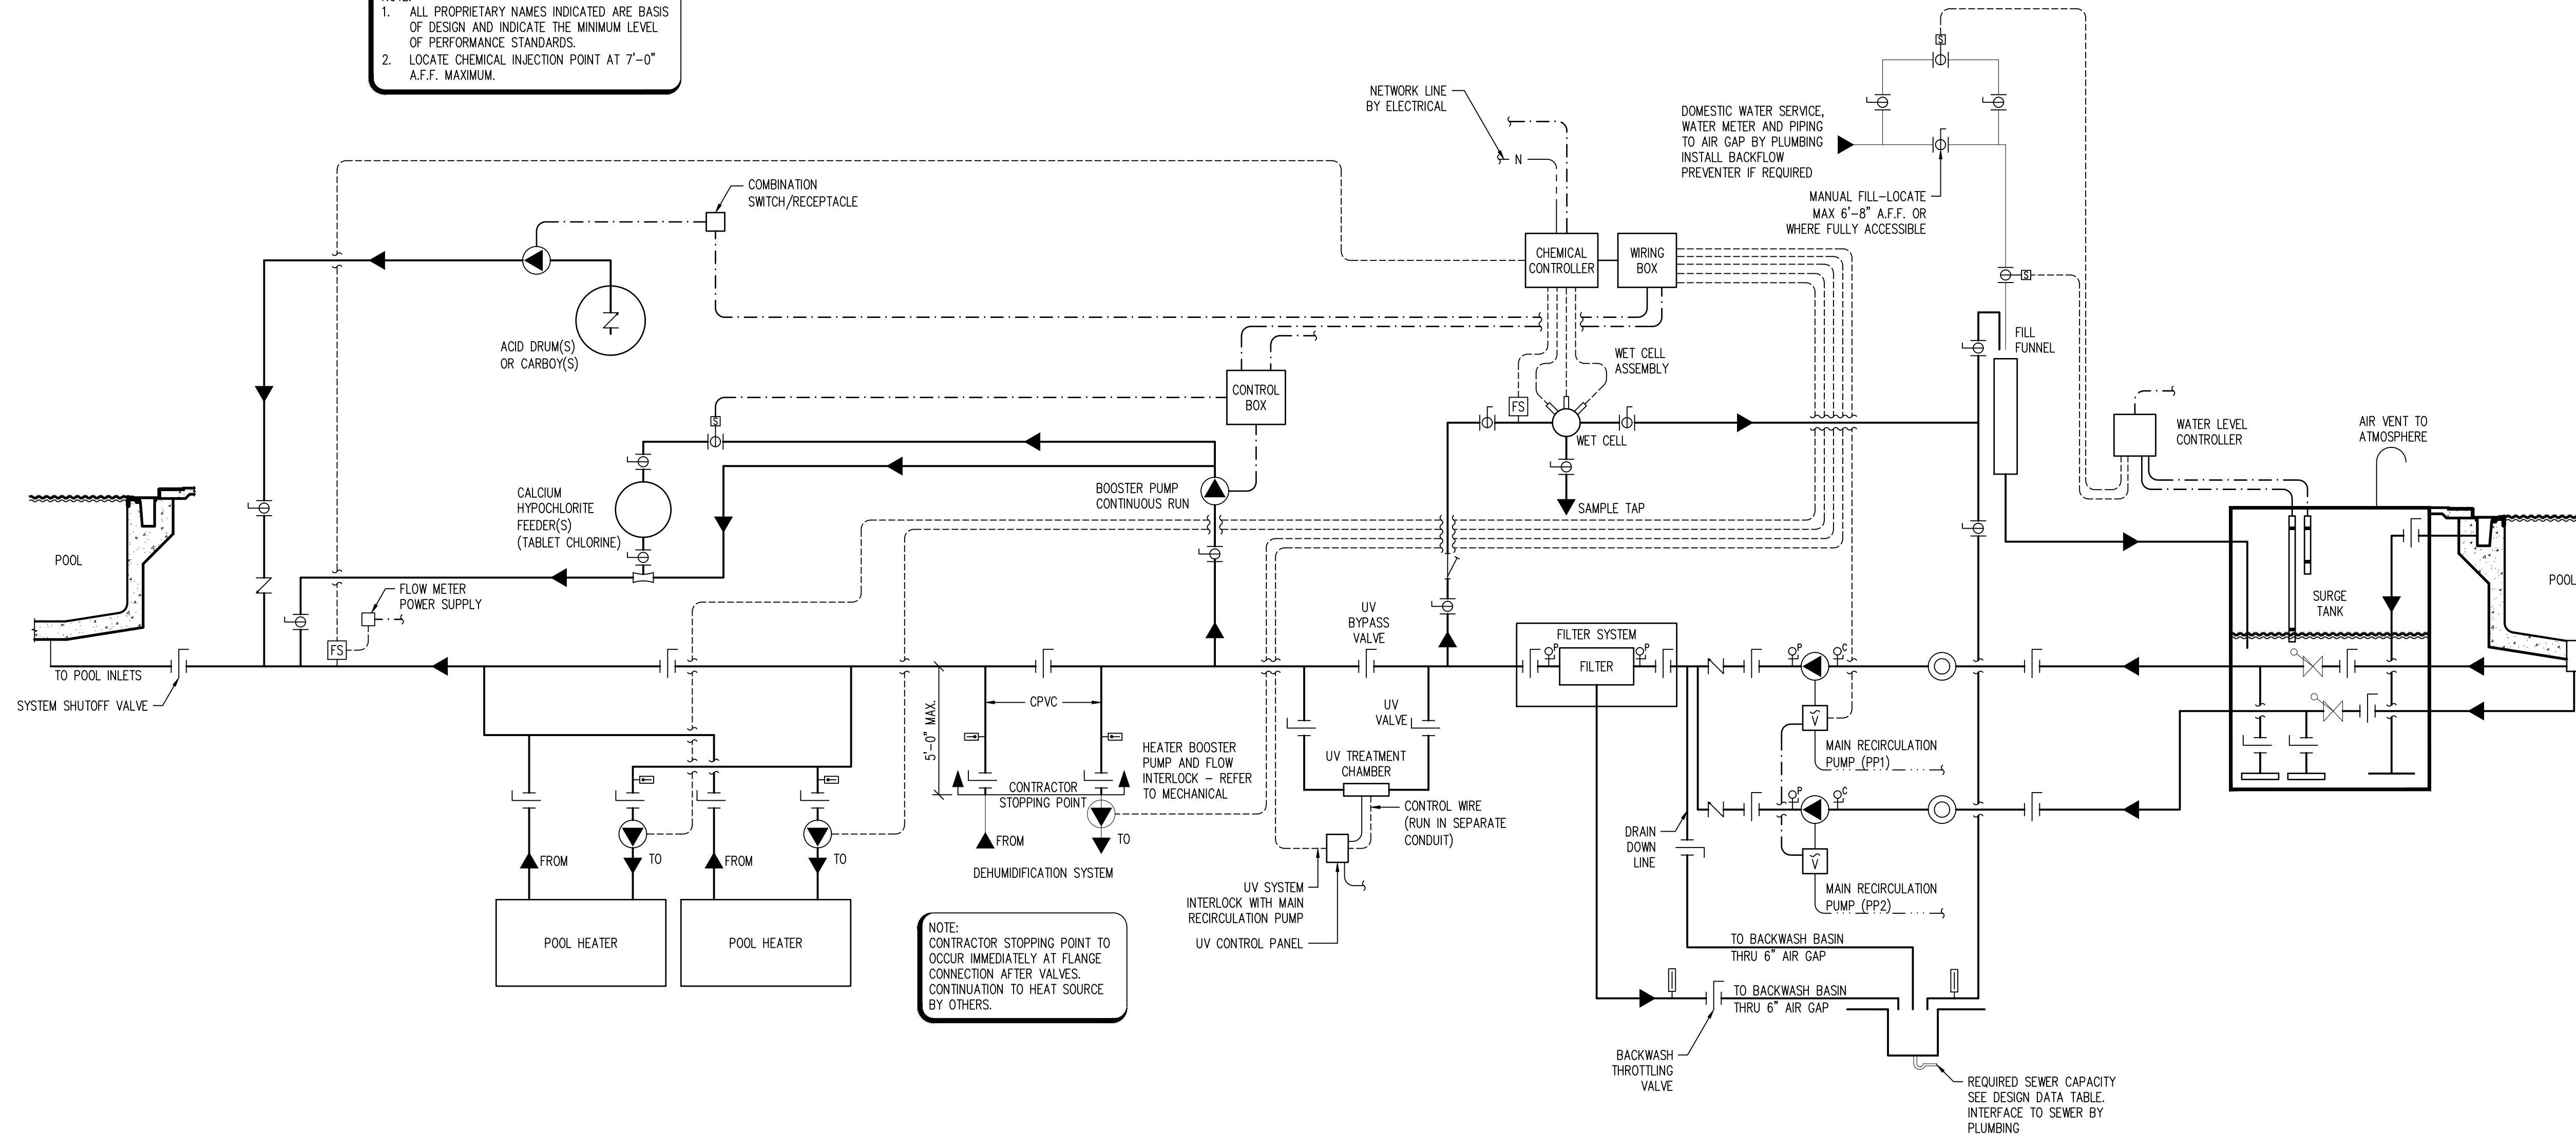 NOTE:
1. ALL PROPRIETARY NAMES INDICATED ARE BASIS
OF DESIGN AND INDICATE THE MINIMUM LEVEL
OF PERFORMANCE STANDARDS.
2. LOCATE CHEMICAL INJECTION POINT AT 7'-0"
A.F.F. MAXIMUM.
S
NETWORK LINE
BY ELECTRICAL
N
DOMESTIC WATER SERVICE,
WATER METER AND PIPING
TO AIR GAP BY PLUMBING
INSTALL BACKFLOW
PREVENTER IF REQUIRED
MANUAL FILL-LOCATE
MAX 6'-8" A.F.F. OR
WHERE FULLY ACCESSIBLE
COMBINATION
SWITCH/RECEPTACLE
CHEMICAL
CONTROLLER
WIRING
BOX
S
ACID DRUM(S)
OR CARBOY(S)
FILL
FUNNEL
WET CELL
ASSEMBLY
CONTROL
BOX
FS
WET CELL
SAMPLE TAP
S
WATER LEVEL
CONTROLLER
AIR VENT TO
ATMOSPHERE
CALCIUM
HYPOCHLORITE
FEEDER(S)
(TABLET CHLORINE)
BOOSTER PUMP
CONTINUOUS RUN
POOL
FLOW METER
POWER SUPPLY
FS
TO POOL INLETS
SYSTEM SHUTOFF VALVE
UV
BYPASS
VALVE
FILTER SYSTEM
P
FILTER
P
P
C
SURGE
TANK
POOL
5'-0" MAX.
CPVC
UV
VALVE
V
HEATER BOOSTER
PUMP AND FLOW
INTERLOCK - REFER
TO MECHANICAL
CONTRACTOR
STOPPING POINT
UV TREATMENT
CHAMBER
MAIN RECIRCULATION
PUMP (PP1)
P
C
CONTROL WIRE
(RUN IN SEPARATE
CONDUIT)
DRAIN
DOWN
LINE
FROM
TO
FROM
TO
FROM
TO
DEHUMIDIFICATION SYSTEM
V
UV SYSTEM
INTERLOCK WITH MAIN
RECIRCULATION PUMP
UV CONTROL PANEL
MAIN RECIRCULATION
PUMP (PP2)
POOL HEATER
POOL HEATER
NOTE:
CONTRACTOR STOPPING POINT TO
OCCUR IMMEDIATELY AT FLANGE
CONNECTION AFTER VALVES.
CONTINUATION TO HEAT SOURCE
BY OTHERS.
TO BACKWASH BASIN
THRU 6" AIR GAP
TO BACKWASH BASIN
THRU 6" AIR GAP
BACKWASH
THROTTLING
VALVE
REQUIRED SEWER CAPACITY
SEE DESIGN DATA TABLE.
INTERFACE TO SEWER BY
PLUMBING